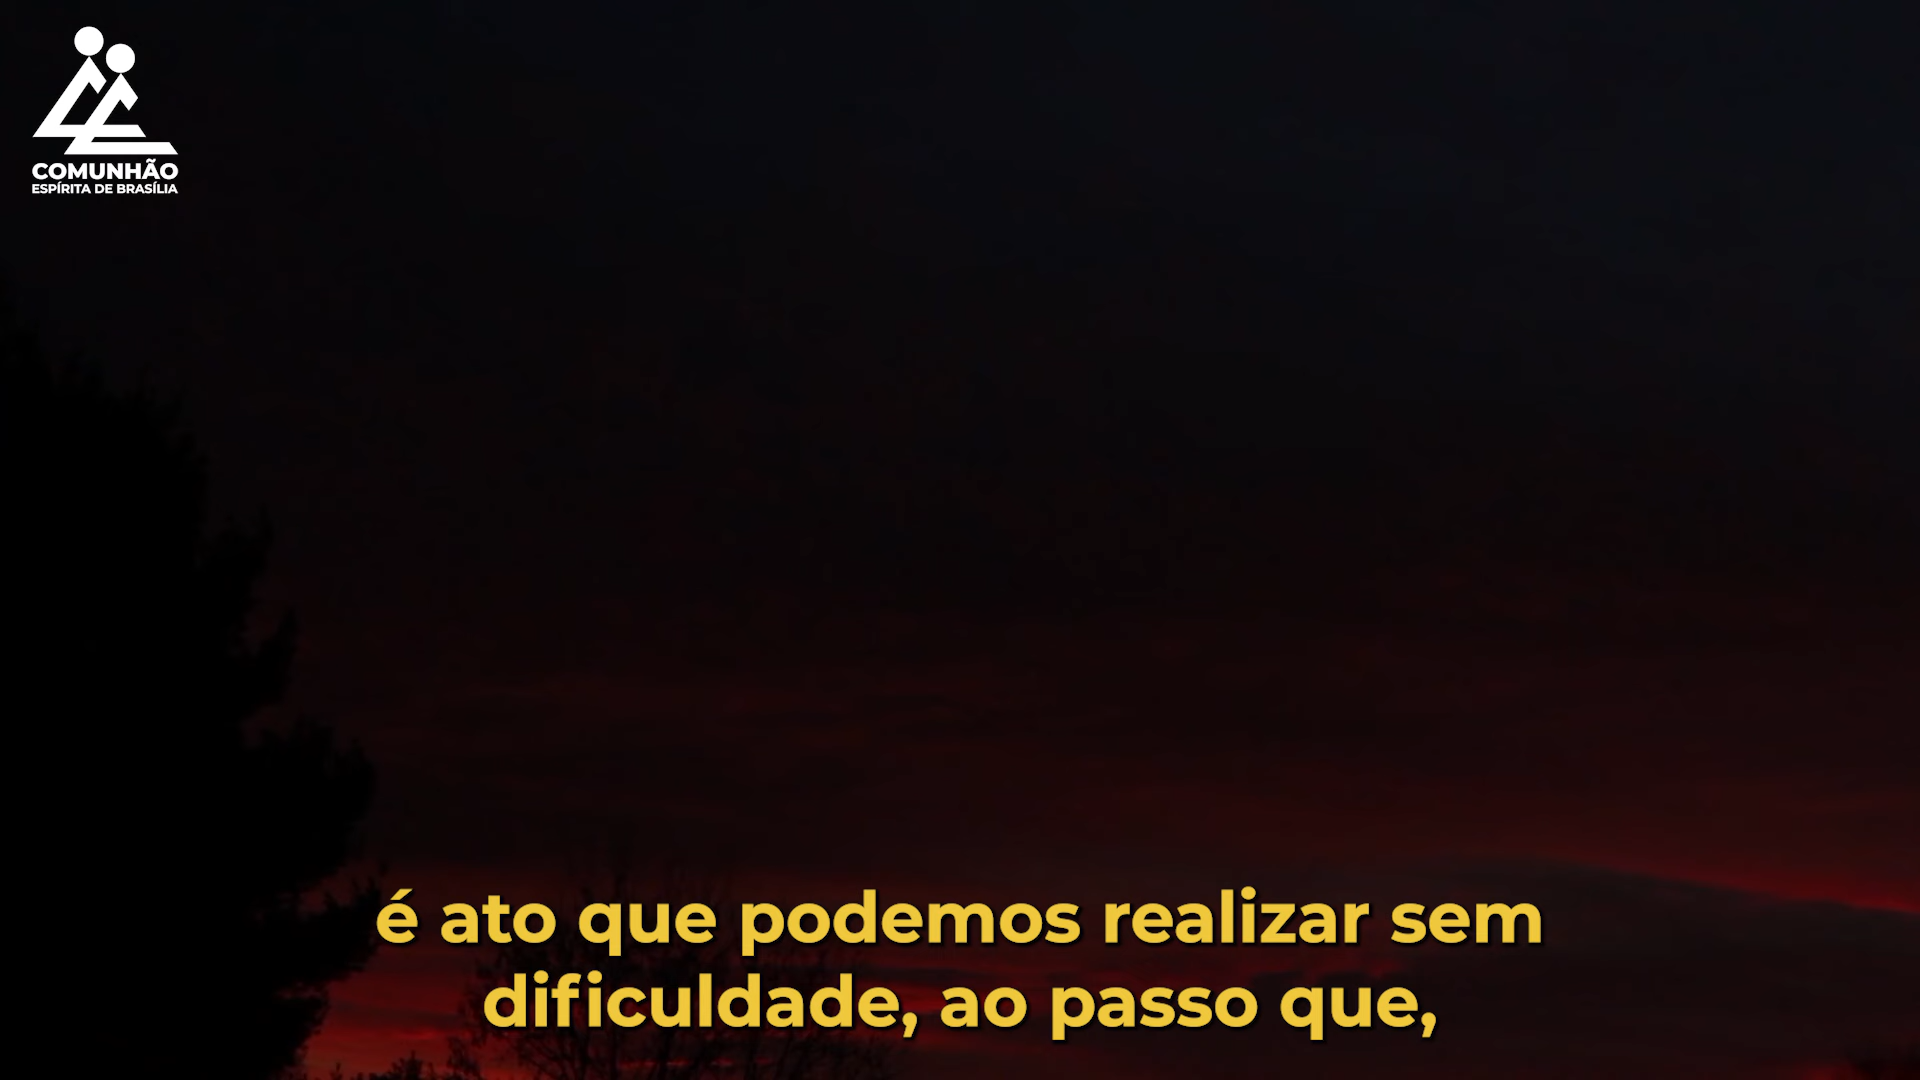 COMUNHÃO
ESPÍRITA DE BRASÍLIA
é ato que podemos realizar sem
dificuldade, ao passo que,